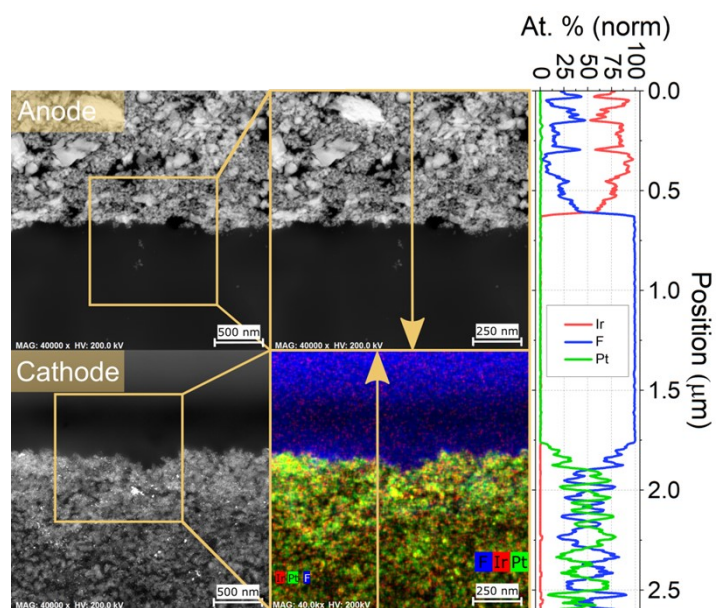 At. % (norm)
0 25 50 75 100
Anode
500 nm
MAG: 40000 x HV: 200.0 kV
250 nm
MAG: 40000 x HV: 200.0 kV
0.0
0.5
1.0
1.5
2.0
2.5
Position (μm)
Ir
F
Pt
Cathode
500 nm
MAG: 40000 x HV: 200.0 kV
Ir Pt F
F Ir Pt
250 nm
MAG: 40.0kx HV: 200kV